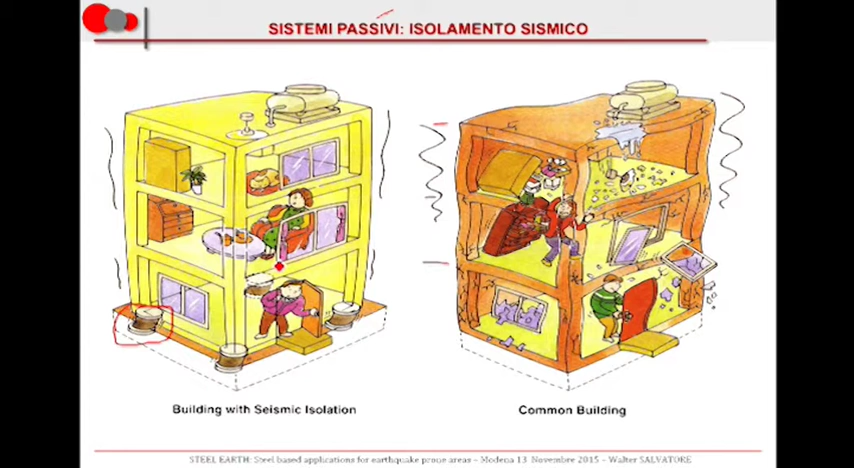 SISTEMI PASSIVI: ISOLAMENTO SISMICO
Building with Seismic Isolation
Common Building
STEEL EARTH: Steel based applications for earthquake prone areas – Modena 13 Novembre 2015 – Walter SALVATORE